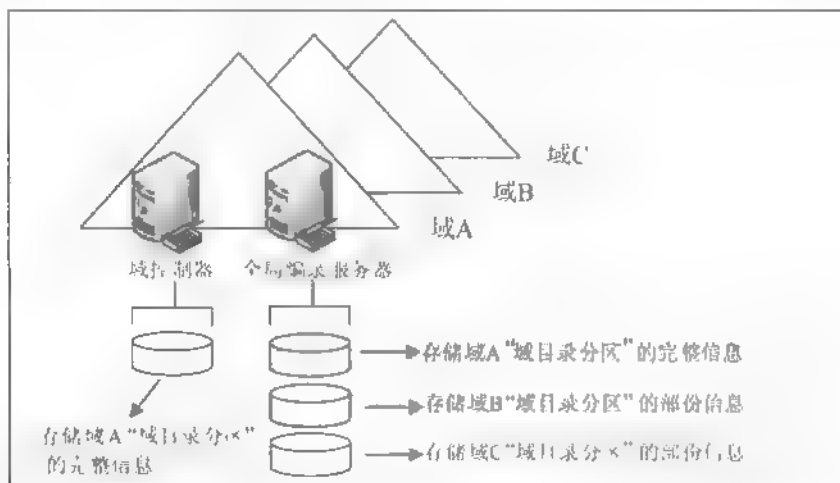 域C
域B
域A
域控制器
全局编录服务器
存储域A“域目录分区”的完整信息
存储域B“域目录分区”的部份信息
存储域C“域目录分区”的部份信息
存储域A“域目录分区”
的完整信息